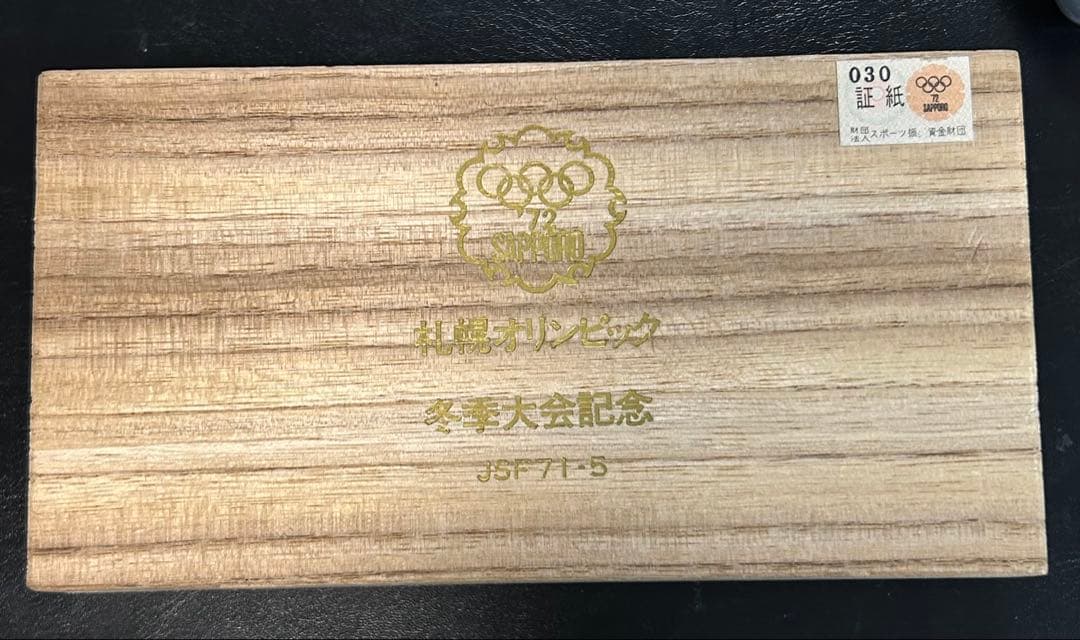 030
証紙
'72
SAPPORO
財団法人スポーツ振 資金財団
'72
SAPPORO
札幌オリンピック
冬季大会記念
JSF71-5